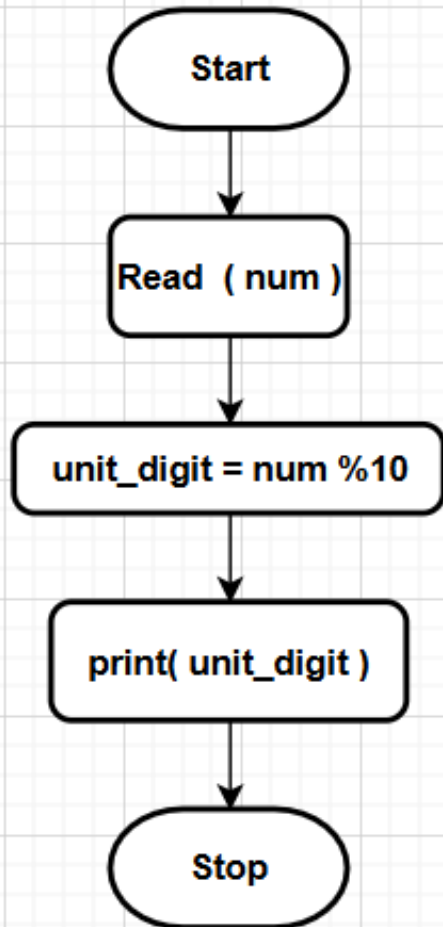 Start
Read ( num )
unit_digit = num %10
print( unit_digit )
Stop